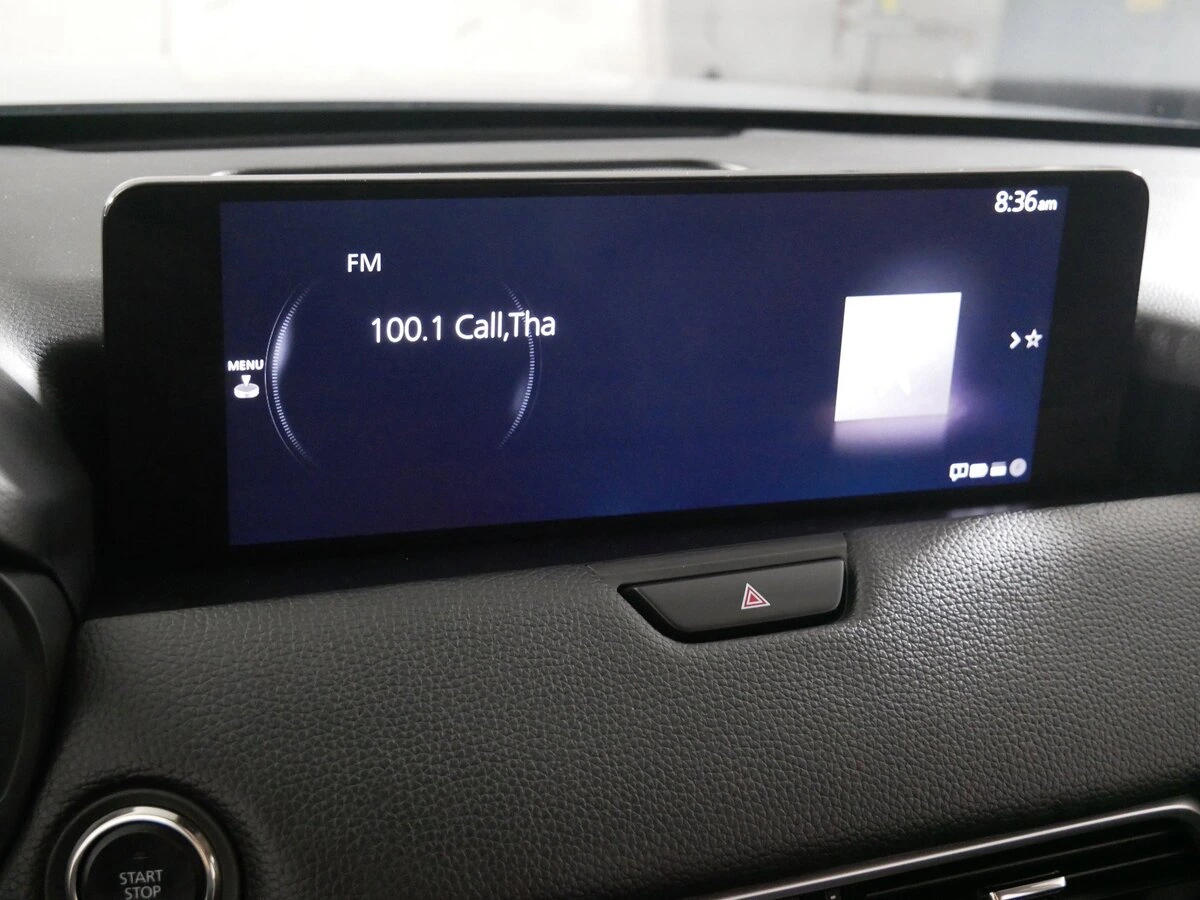 8:36am
FM
100.1 Call,Tha
MENU
START
STOP